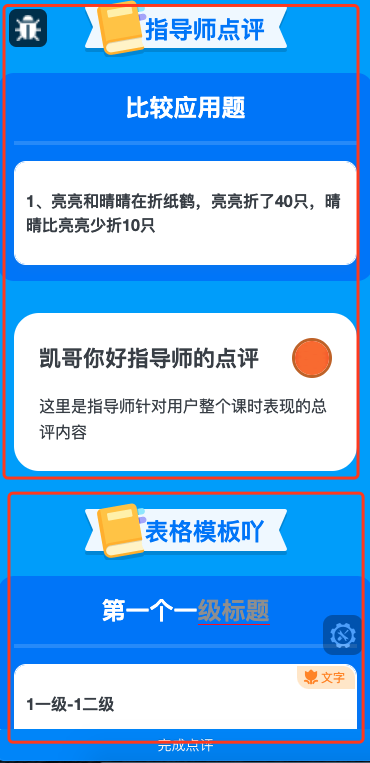 指导师点评
比较应用题
1、亮亮和晴晴在折纸鹤，亮亮折了40只，晴
晴比亮亮少折10只
凯哥你好指导师的点评
这里是指导师针对用户整个课时表现的总
评内容
表格模板吖
第一个一级标题
文字
1一级-1二级
完成点评